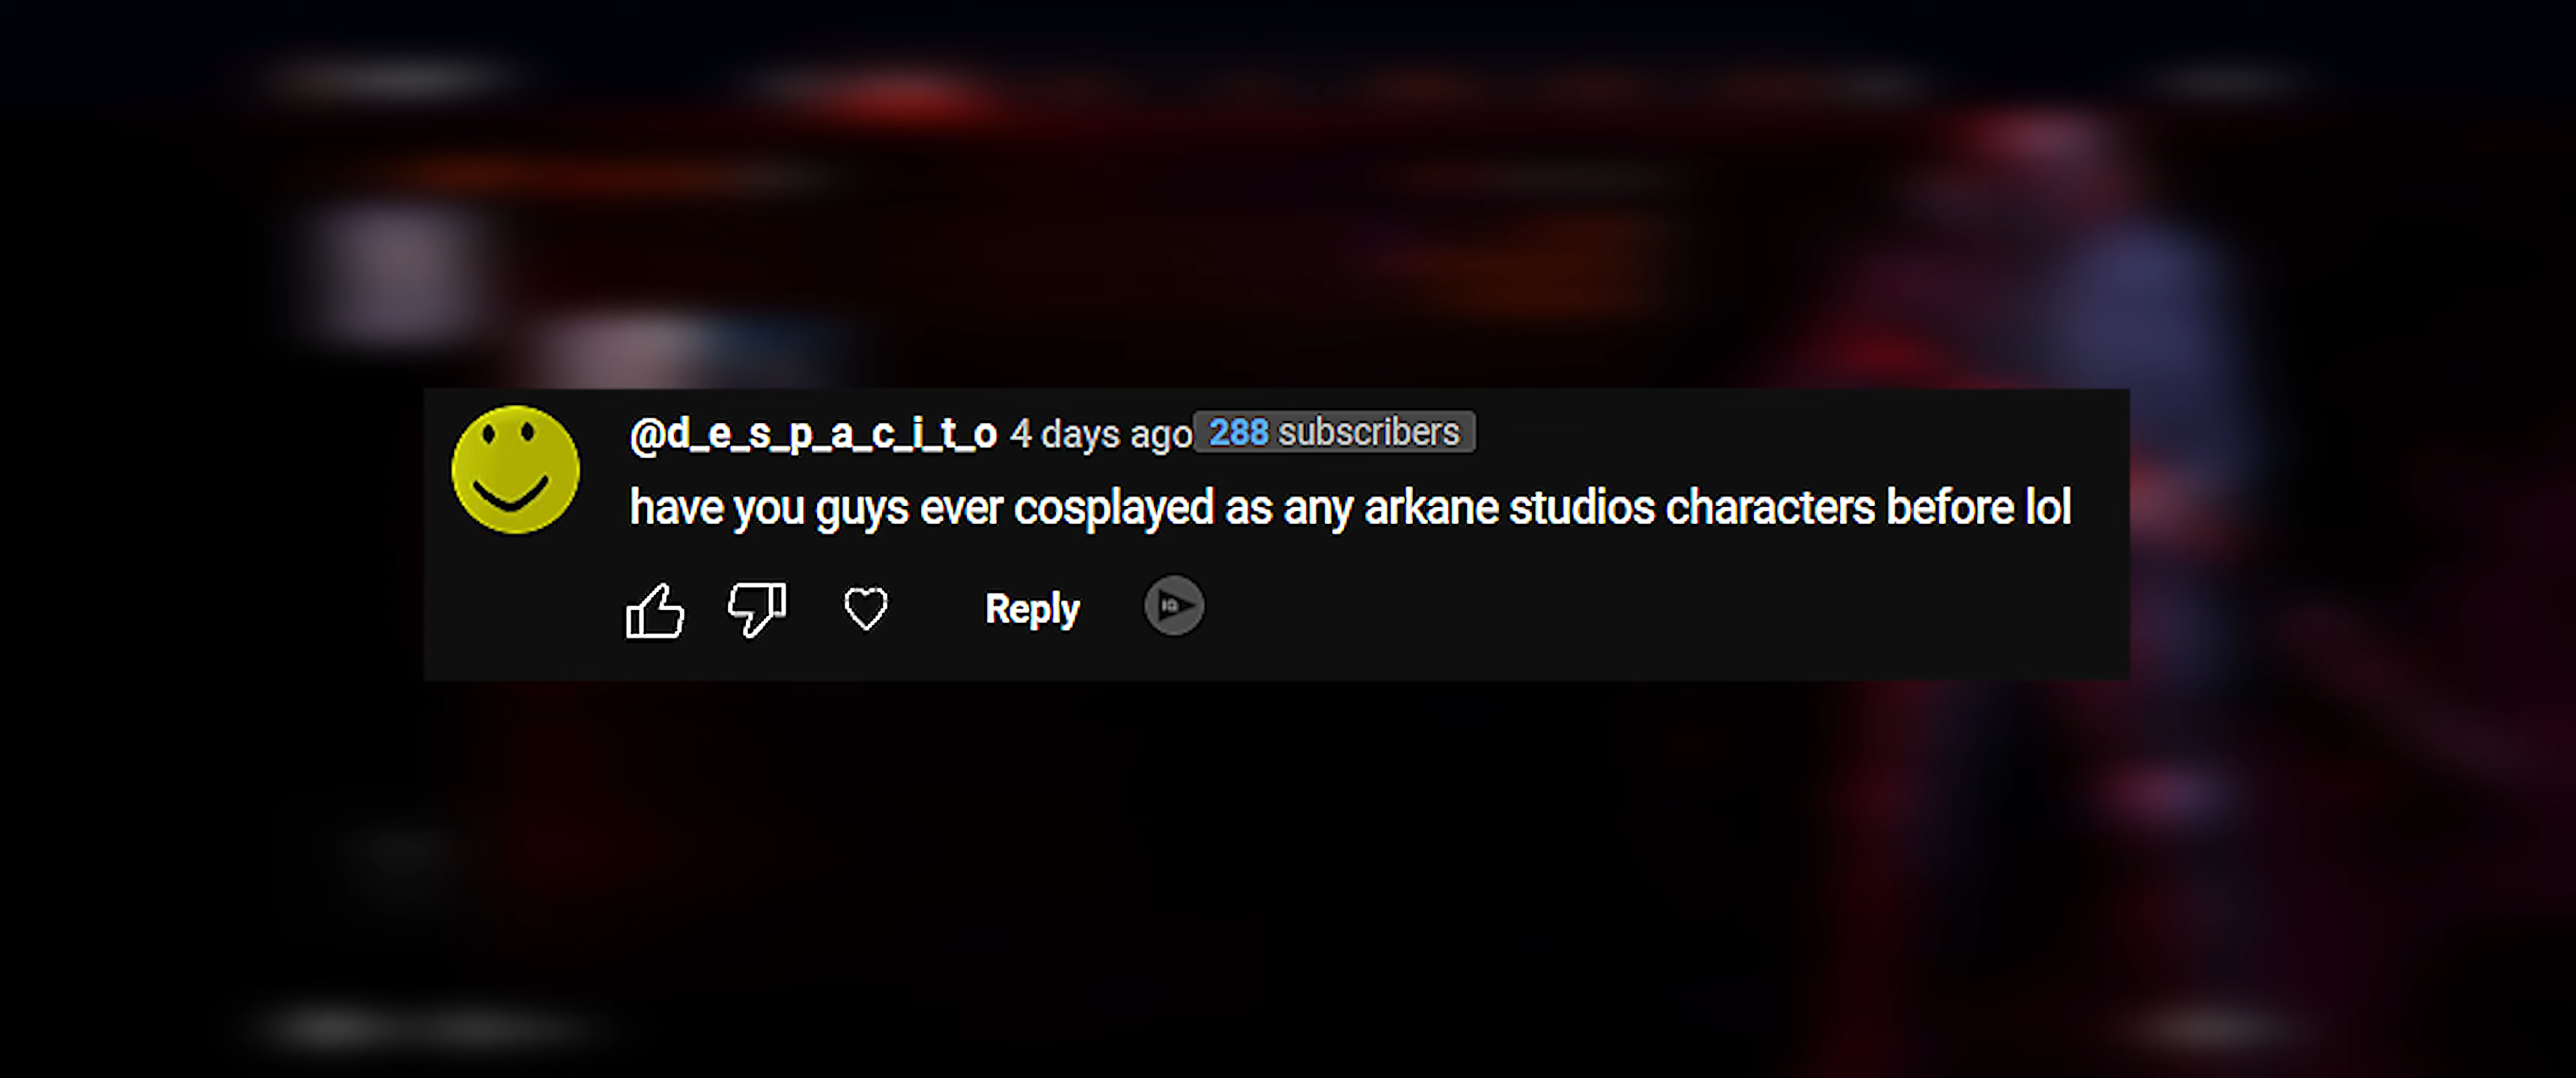 @d_e_s_p_a_c_i_t_o 4 days ago 288 subscribers
have you guys ever cosplayed as any arkane studios characters before lol
Reply IQ